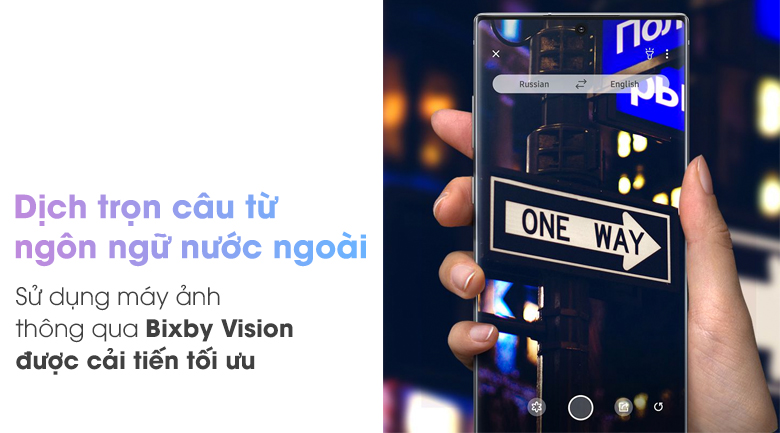 Dịch trọn câu từ
ngôn ngữ nước ngoài
Sử dụng máy ảnh
thông qua Bixby Vision
được cải tiến tối ưu
Пол
Russian English
ONE WAY